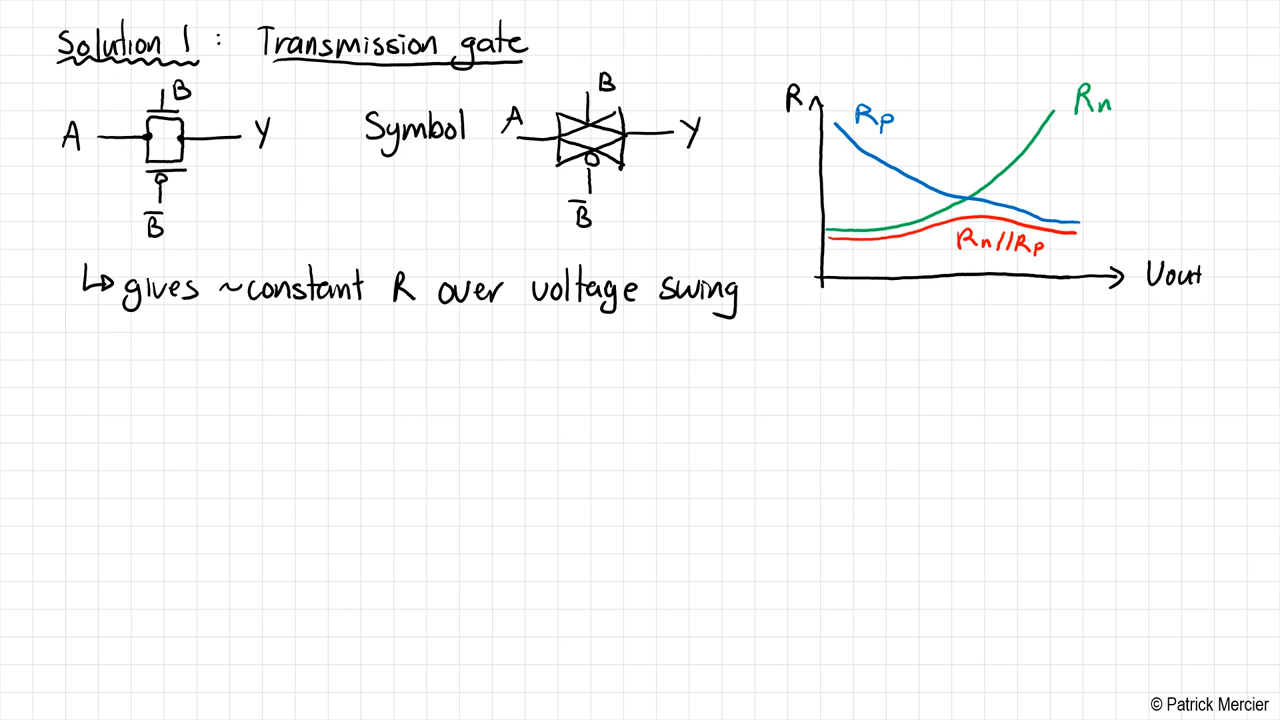 Solution 1 : Transmission gate
B
A
Y
B̅
Symbol
B
A
Y
B̅
R
Rp
Rn
Rn//Rp
Vout
↳ gives ~constant R over voltage swing
© Patrick Mercier